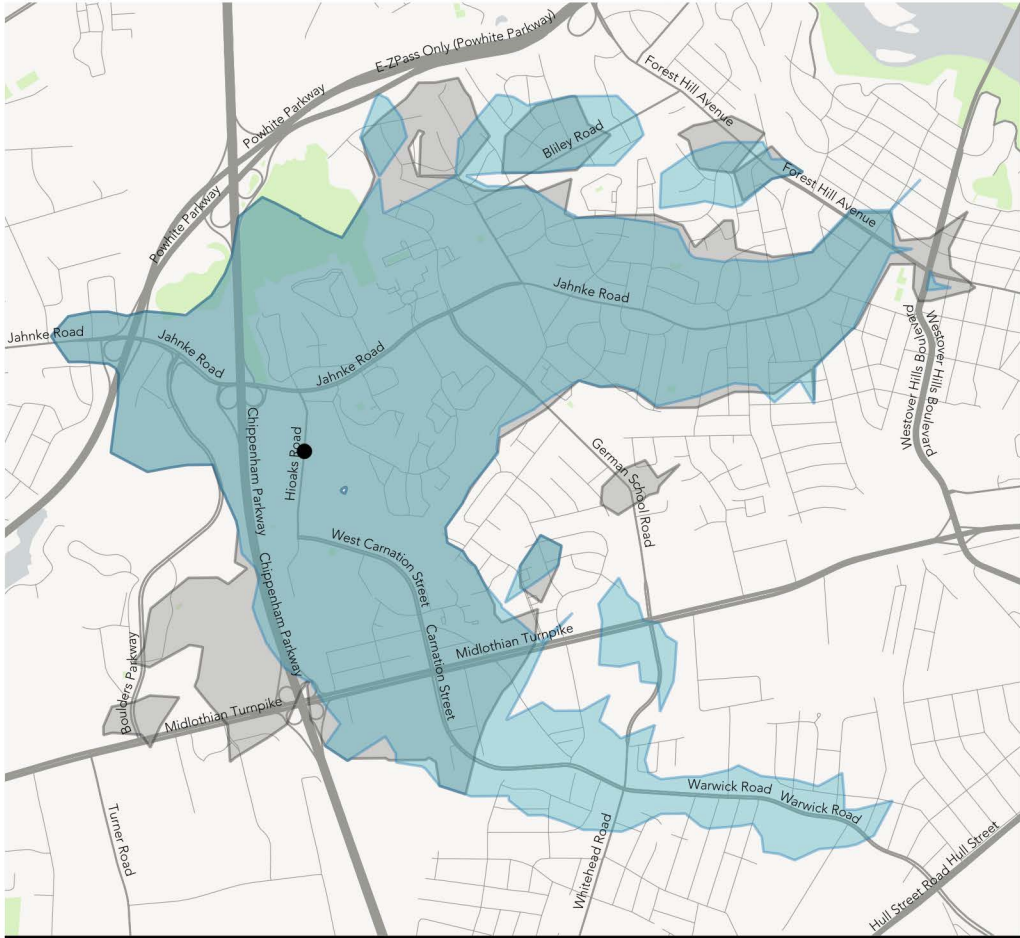 E-ZPass Only (Powhite Parkway)
Forest Hill Avenue
Powhite Parkway
Bliley Road
Forest Hill Avenue
Powhite Parkway
Jahnke Road
Jahnke Road
Jahnke Road
Jahnke Road
Westover Hills Boulevard
Westover Hills Boulevard
Chippenham Parkway
Hioaks Road
German School Road
West Carnation Street
Chippenham Parkway
Carnation Street
Midlothian Turnpike
Boulders Parkway
Midlothian Turnpike
Warwick Road
Warwick Road
Turner Road
Whitehead Road
Hull Street Road
Hull Street